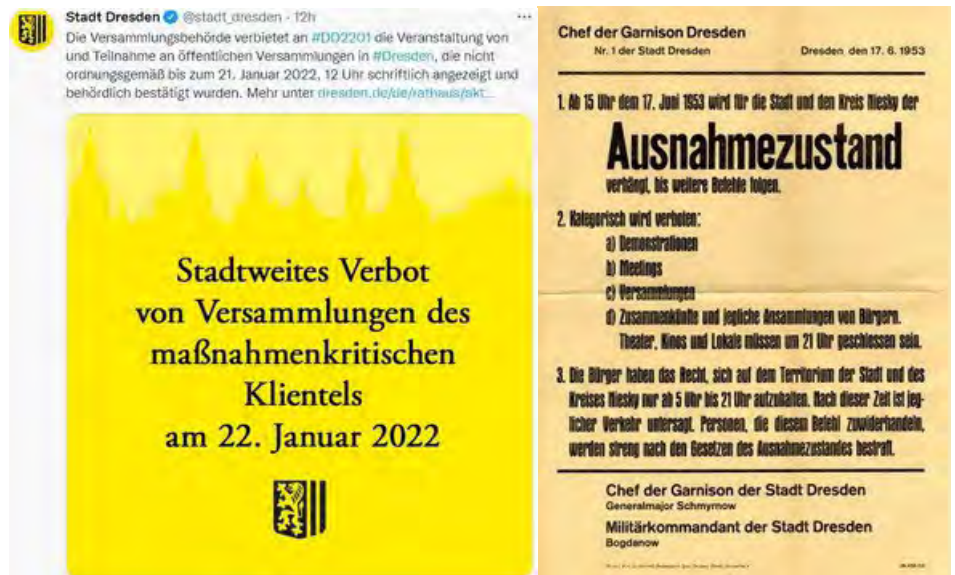 Stadt Dresden @stadt_dresden · 12h
Die Versammlungsbehörde verbietet an #DD2201 die Veranstaltung von
und Teilnahme an öffentlichen Versammlungen in #Dresden, die nicht
ordnungsgemäß bis zum 21. Januar 2022, 12 Uhr schriftlich angezeigt und
behördlich bestätigt wurden. Mehr unter dresden.de/de/rathaus/akt...
Stadtweites Verbot
von Versammlungen des
maßnahmenkritischen
Klientels
am 22. Januar 2022
Chef der Garnison Dresden
Nr. 1 der Stadt Dresden Dresden den 17. 6. 1953
1. Ab 15 Uhr dem 17. Juni 1953 wird für die Stadt und den Kreis Niesky der
Ausnahmezustand
verhängt, bis weitere Befehle folgen.
2. Kategorisch wird verboten:
a) Demonstrationen
b) Meetings
c) Versammlungen
d) Zusammenkünfte und jegliche Ansammlungen von Bürgern.
Theater, Kinos und Lokale müssen um 21 Uhr geschlossen sein.
3. Die Bürger haben das Recht, sich auf dem Territorium der Stadt und des
Kreises Niesky nur ab 5 Uhr bis 21 Uhr aufzuhalten. Nach dieser Zeit ist jeg-
licher Verkehr untersagt. Personen, die diesem Befehl zuwiderhandeln,
werden streng nach den Gesetzen des Ausnahmezustandes bestraft.
Chef der Garnison der Stadt Dresden
Generalmajor Schmyrnow
Militärkommandant der Stadt Dresden
Bogdanow